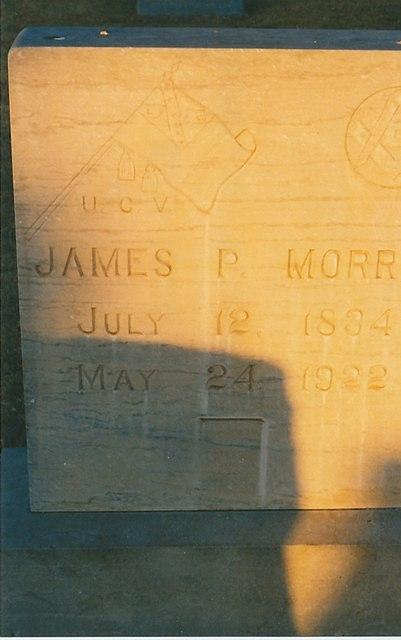 U. C. V.
JAMES P. MORR
JULY 12, 1834
MAY 24, 1922